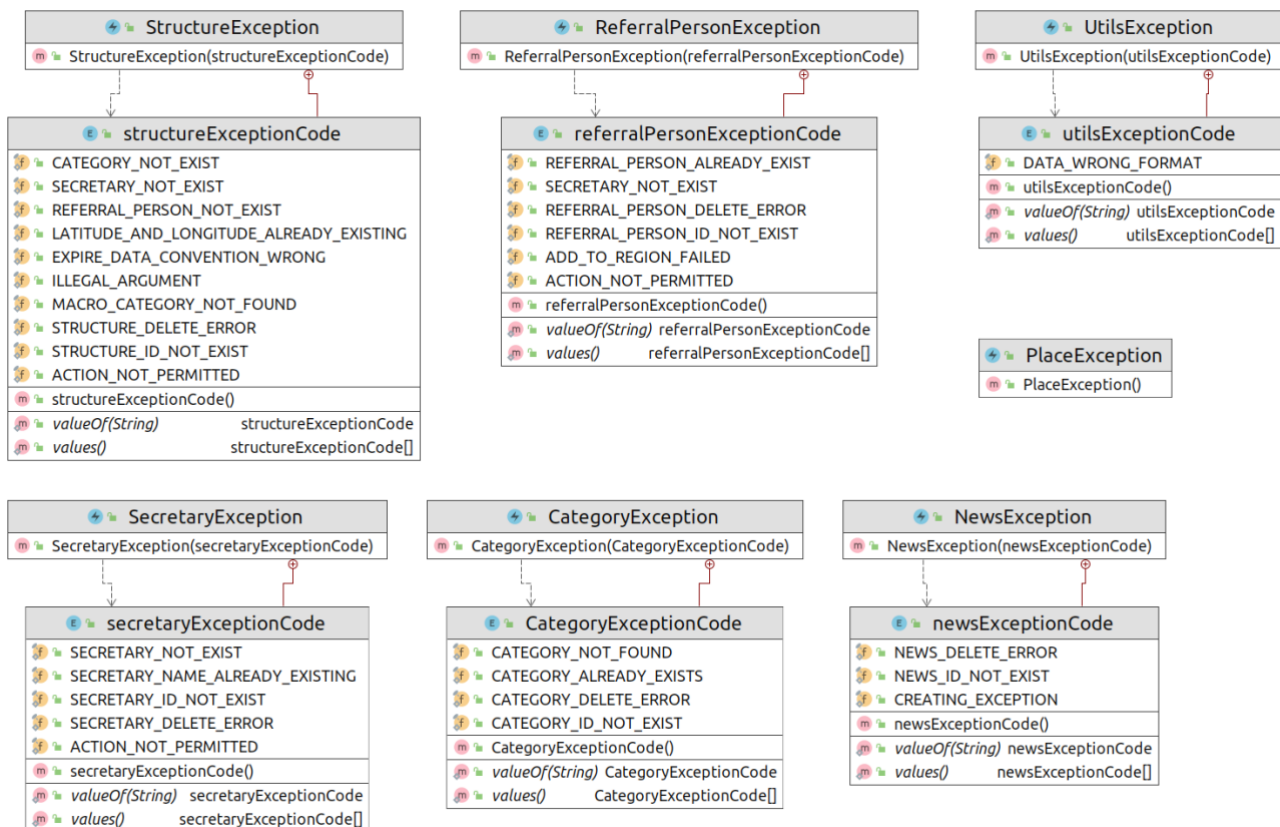 StructureException
StructureException(structureExceptionCode)
structureExceptionCode
CATEGORY_NOT_EXIST
SECRETARY_NOT_EXIST
REFERRAL_PERSON_NOT_EXIST
LATITUDE_AND_LONGITUDE_ALREADY_EXISTING
EXPIRE_DATA_CONVENTION_WRONG
ILLEGAL_ARGUMENT
MACRO_CATEGORY_NOT_FOUND
STRUCTURE_DELETE_ERROR
STRUCTURE_ID_NOT_EXIST
ACTION_NOT_PERMITTED
structureExceptionCode()
valueOf(String) structureExceptionCode
values() structureExceptionCode[]
ReferralPersonException
ReferralPersonException(referralPersonExceptionCode)
referralPersonExceptionCode
REFERRAL_PERSON_ALREADY_EXIST
SECRETARY_NOT_EXIST
REFERRAL_PERSON_DELETE_ERROR
REFERRAL_PERSON_ID_NOT_EXIST
ADD_TO_REGION_FAILED
ACTION_NOT_PERMITTED
referralPersonExceptionCode()
valueOf(String) referralPersonExceptionCode
values() referralPersonExceptionCode[]
UtilsException
UtilsException(utilsExceptionCode)
utilsExceptionCode
DATA_WRONG_FORMAT
utilsExceptionCode()
valueOf(String) utilsExceptionCode
values() utilsExceptionCode[]
PlaceException
PlaceException()
SecretaryException
SecretaryException(secretaryExceptionCode)
secretaryExceptionCode
SECRETARY_NOT_EXIST
SECRETARY_NAME_ALREADY_EXISTING
SECRETARY_ID_NOT_EXIST
SECRETARY_DELETE_ERROR
ACTION_NOT_PERMITTED
secretaryExceptionCode()
valueOf(String) secretaryExceptionCode
values() secretaryExceptionCode[]
CategoryException
CategoryException(CategoryExceptionCode)
CategoryExceptionCode
CATEGORY_NOT_FOUND
CATEGORY_ALREADY_EXISTS
CATEGORY_DELETE_ERROR
CATEGORY_ID_NOT_EXIST
CategoryExceptionCode()
valueOf(String) CategoryExceptionCode
values() CategoryExceptionCode[]
NewsException
NewsException(newsExceptionCode)
newsExceptionCode
NEWS_DELETE_ERROR
NEWS_ID_NOT_EXIST
CREATING_EXCEPTION
newsExceptionCode()
valueOf(String) newsExceptionCode
values() newsExceptionCode[]